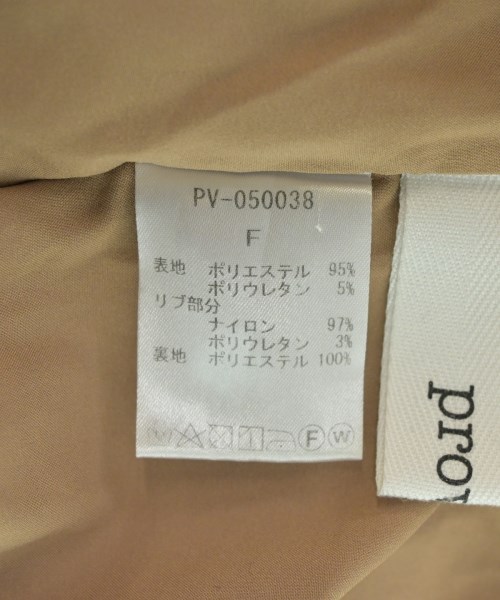 PV-050038
F
表地 ポリエステル 95%
ポリウレタン 5%
リブ部分
ナイロン 97%
ポリウレタン 3%
裏地 ポリエステル 100%
F W
pro